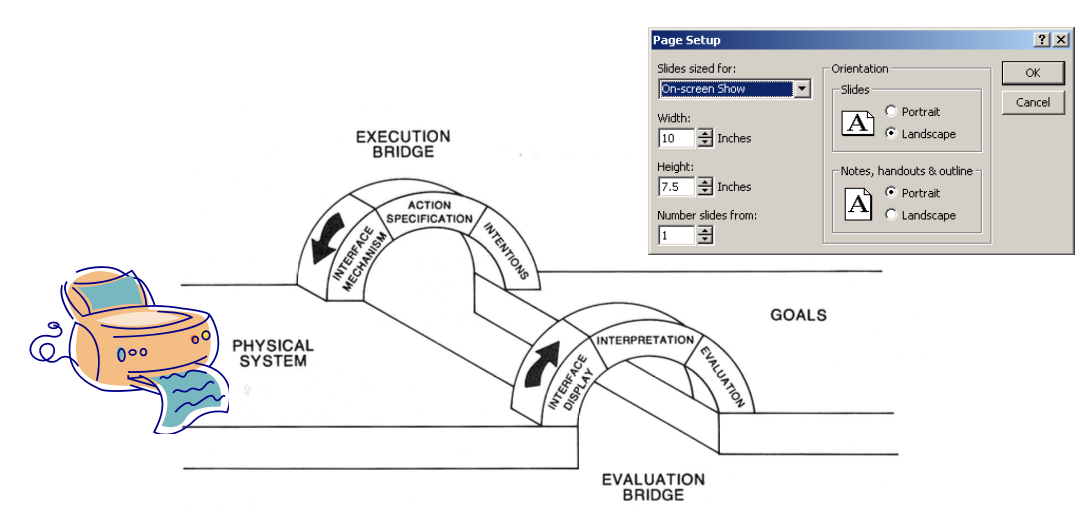 Page Setup
Slides sized for:
On-screen Show
Width:
10 Inches
Height:
7.5 Inches
Number slides from:
1
Orientation
Slides
A
Portrait
Landscape
Notes, handouts & outline
A
Portrait
Landscape
OK
Cancel
EXECUTION
BRIDGE
INTERFACE
MECHANISM
ACTION
SPECIFICATION
INTENTIONS
GOALS
PHYSICAL
SYSTEM
INTERFACE
DISPLAY
INTERPRETATION
EVALUATION
EVALUATION
BRIDGE